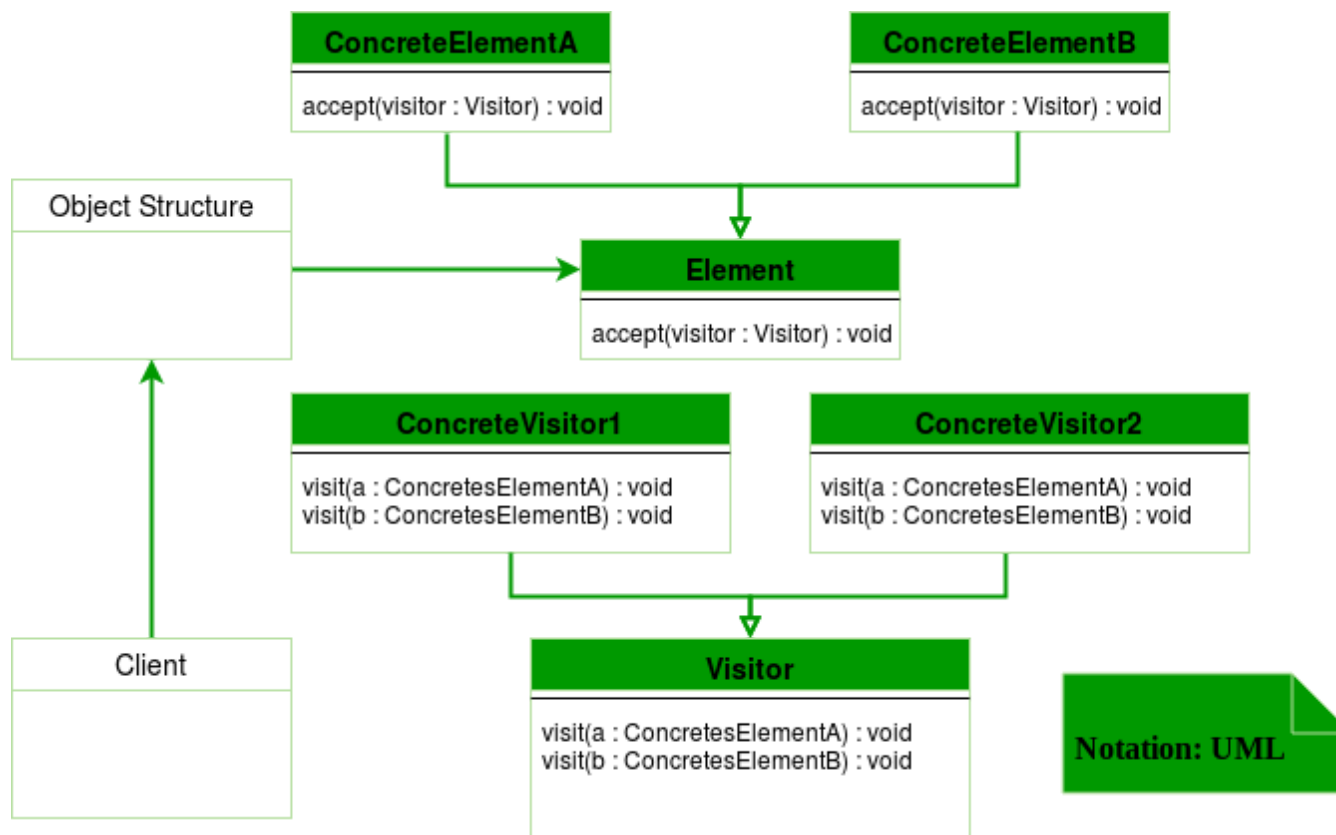 ConcreteElementA
accept(visitor : Visitor) : void
ConcreteElementB
accept(visitor : Visitor) : void
Object Structure
Element
accept(visitor : Visitor) : void
ConcreteVisitor1
visit(a : ConcretesElementA) : void
visit(b : ConcretesElementB) : void
ConcreteVisitor2
visit(a : ConcretesElementA) : void
visit(b : ConcretesElementB) : void
Client
Visitor
visit(a : ConcretesElementA) : void
visit(b : ConcretesElementB) : void
Notation: UML